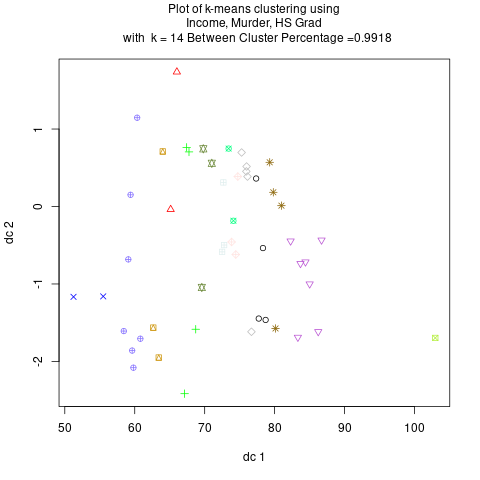 Plot of k-means clustering using
Income, Murder, HS Grad
with  k = 14 Between Cluster Percentage =0.9918
dc 2
1
0
-1
-2
50 60 70 80 90 100
dc 1